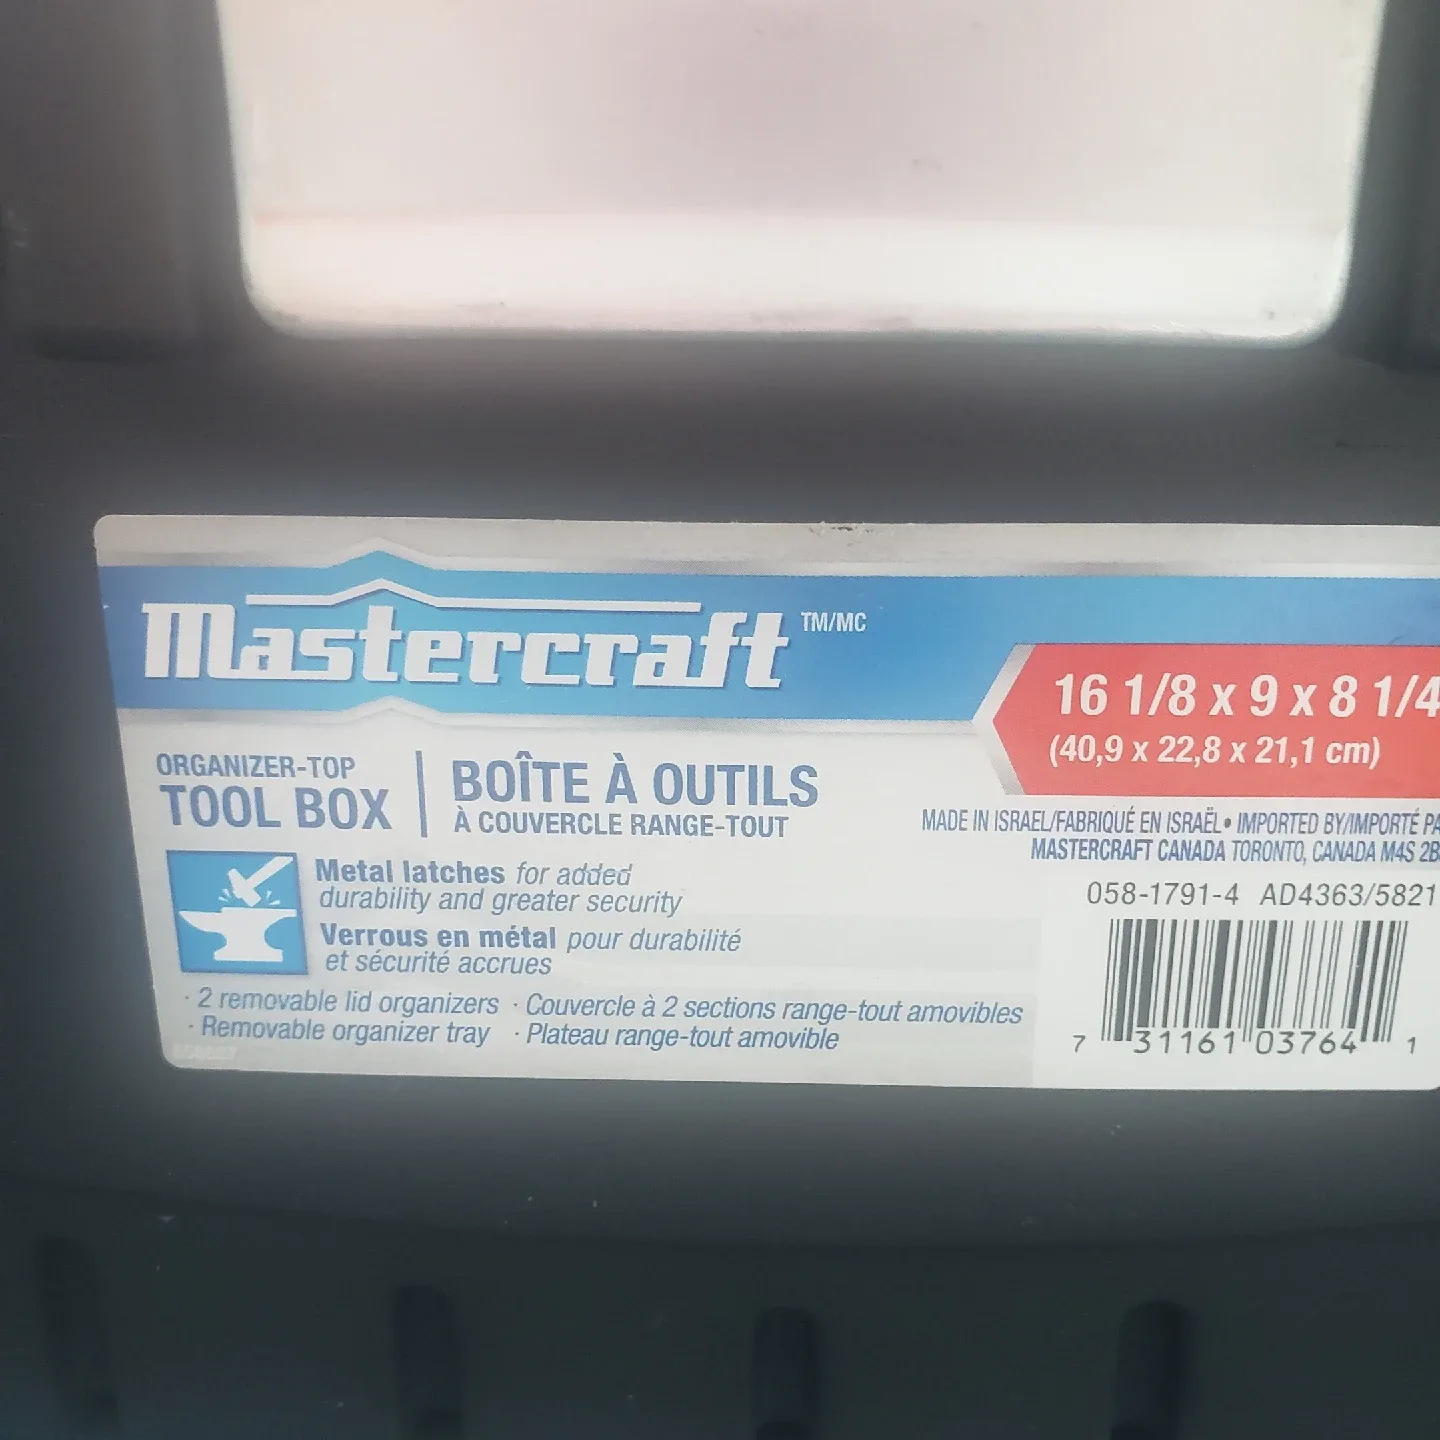 Mastercraft TM/MC
16 1/8 x 9 x 8 1/4
(40,9 x 22,8 x 21,1 cm)
ORGANIZER-TOP
TOOL BOX
BOÎTE À OUTILS
À COUVERCLE RANGE-TOUT
MADE IN ISRAEL/FABRIQUÉ EN ISRAËL• IMPORTED BY/IMPORTÉ PA
MASTERCRAFT CANADA TORONTO, CANADA M4S 2B
058-1791-4 AD4363/5821
Metal latches for added
durability and greater security
Verrous en métal pour durabilité
et sécurité accrues
· 2 removable lid organizers
· Removable organizer tray
· Couvercle à 2 sections range-tout amovibles
· Plateau range-tout amovible
7 31161 03764 1